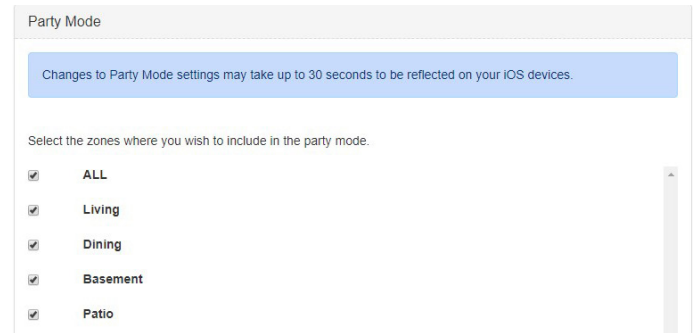 Party Mode
Changes to Party Mode settings may take up to 30 seconds to be reflected on your iOS devices.
Select the zones where you wish to include in the party mode.
ALL
Living
Dining
Basement
Patio